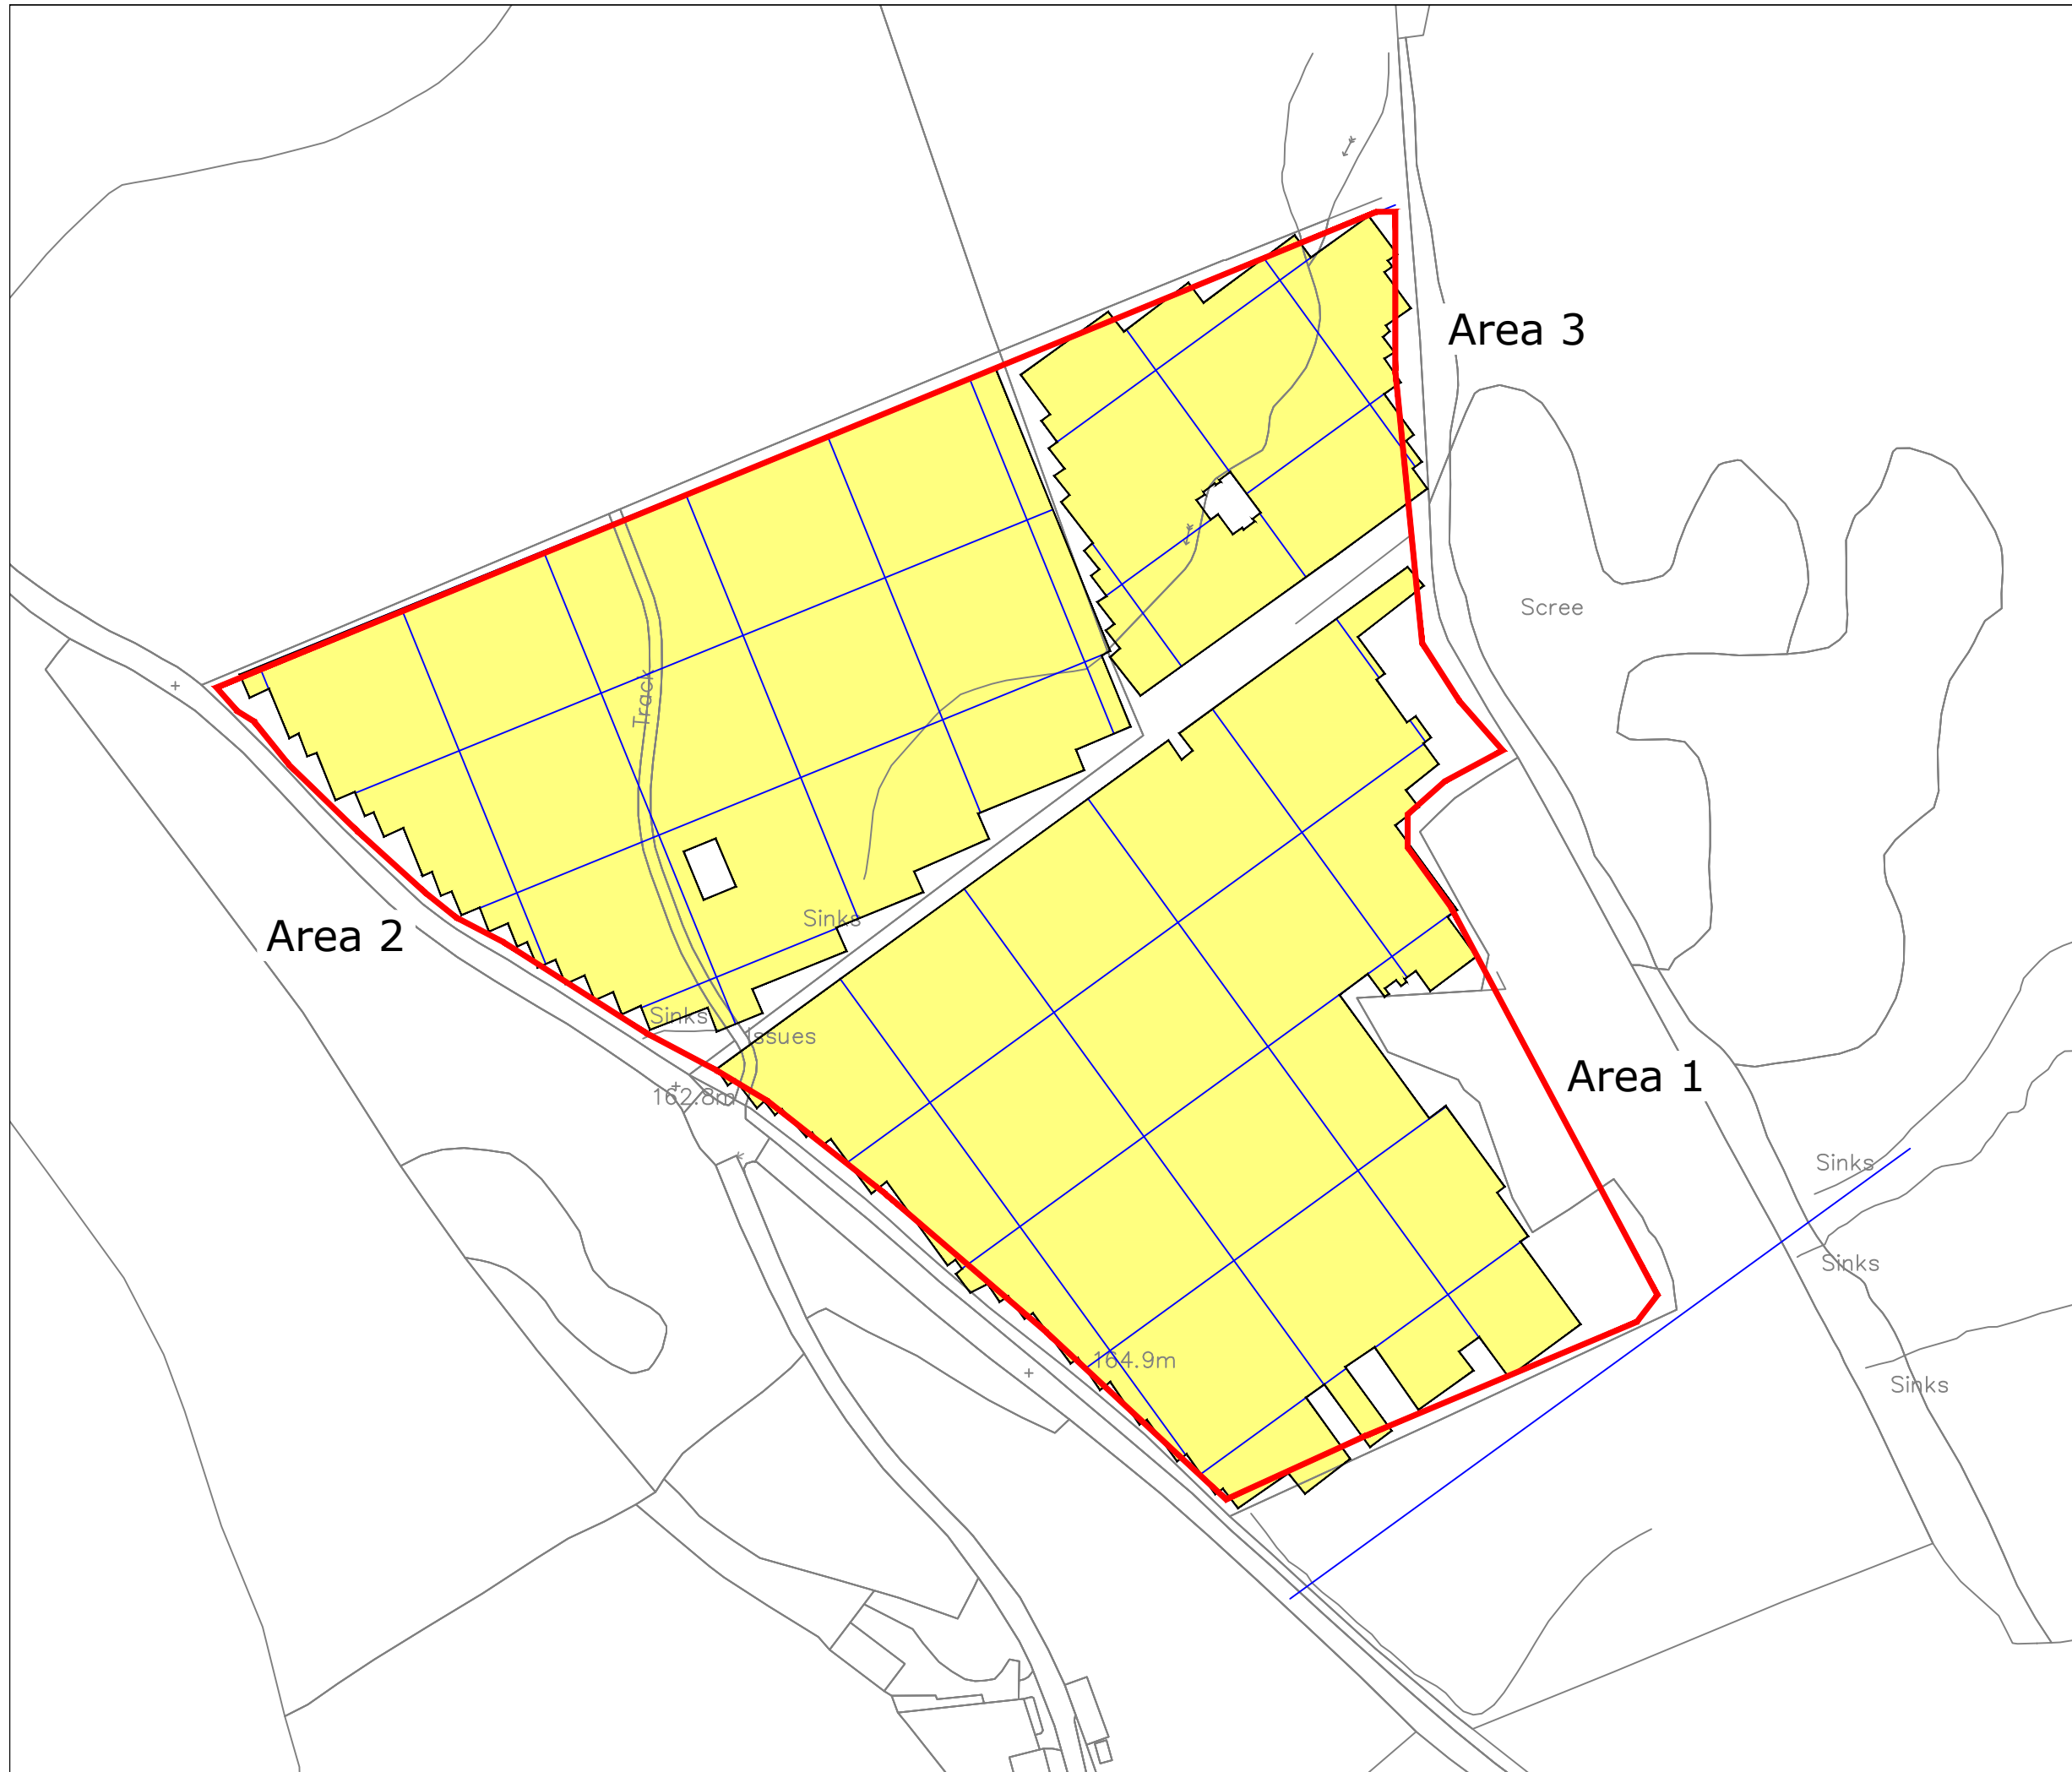 Area 3
Scree
Track
Sinks
Area 2
Sinks
Issues
Area 1
162.8m
Sinks
Sinks
164.9m
Sinks